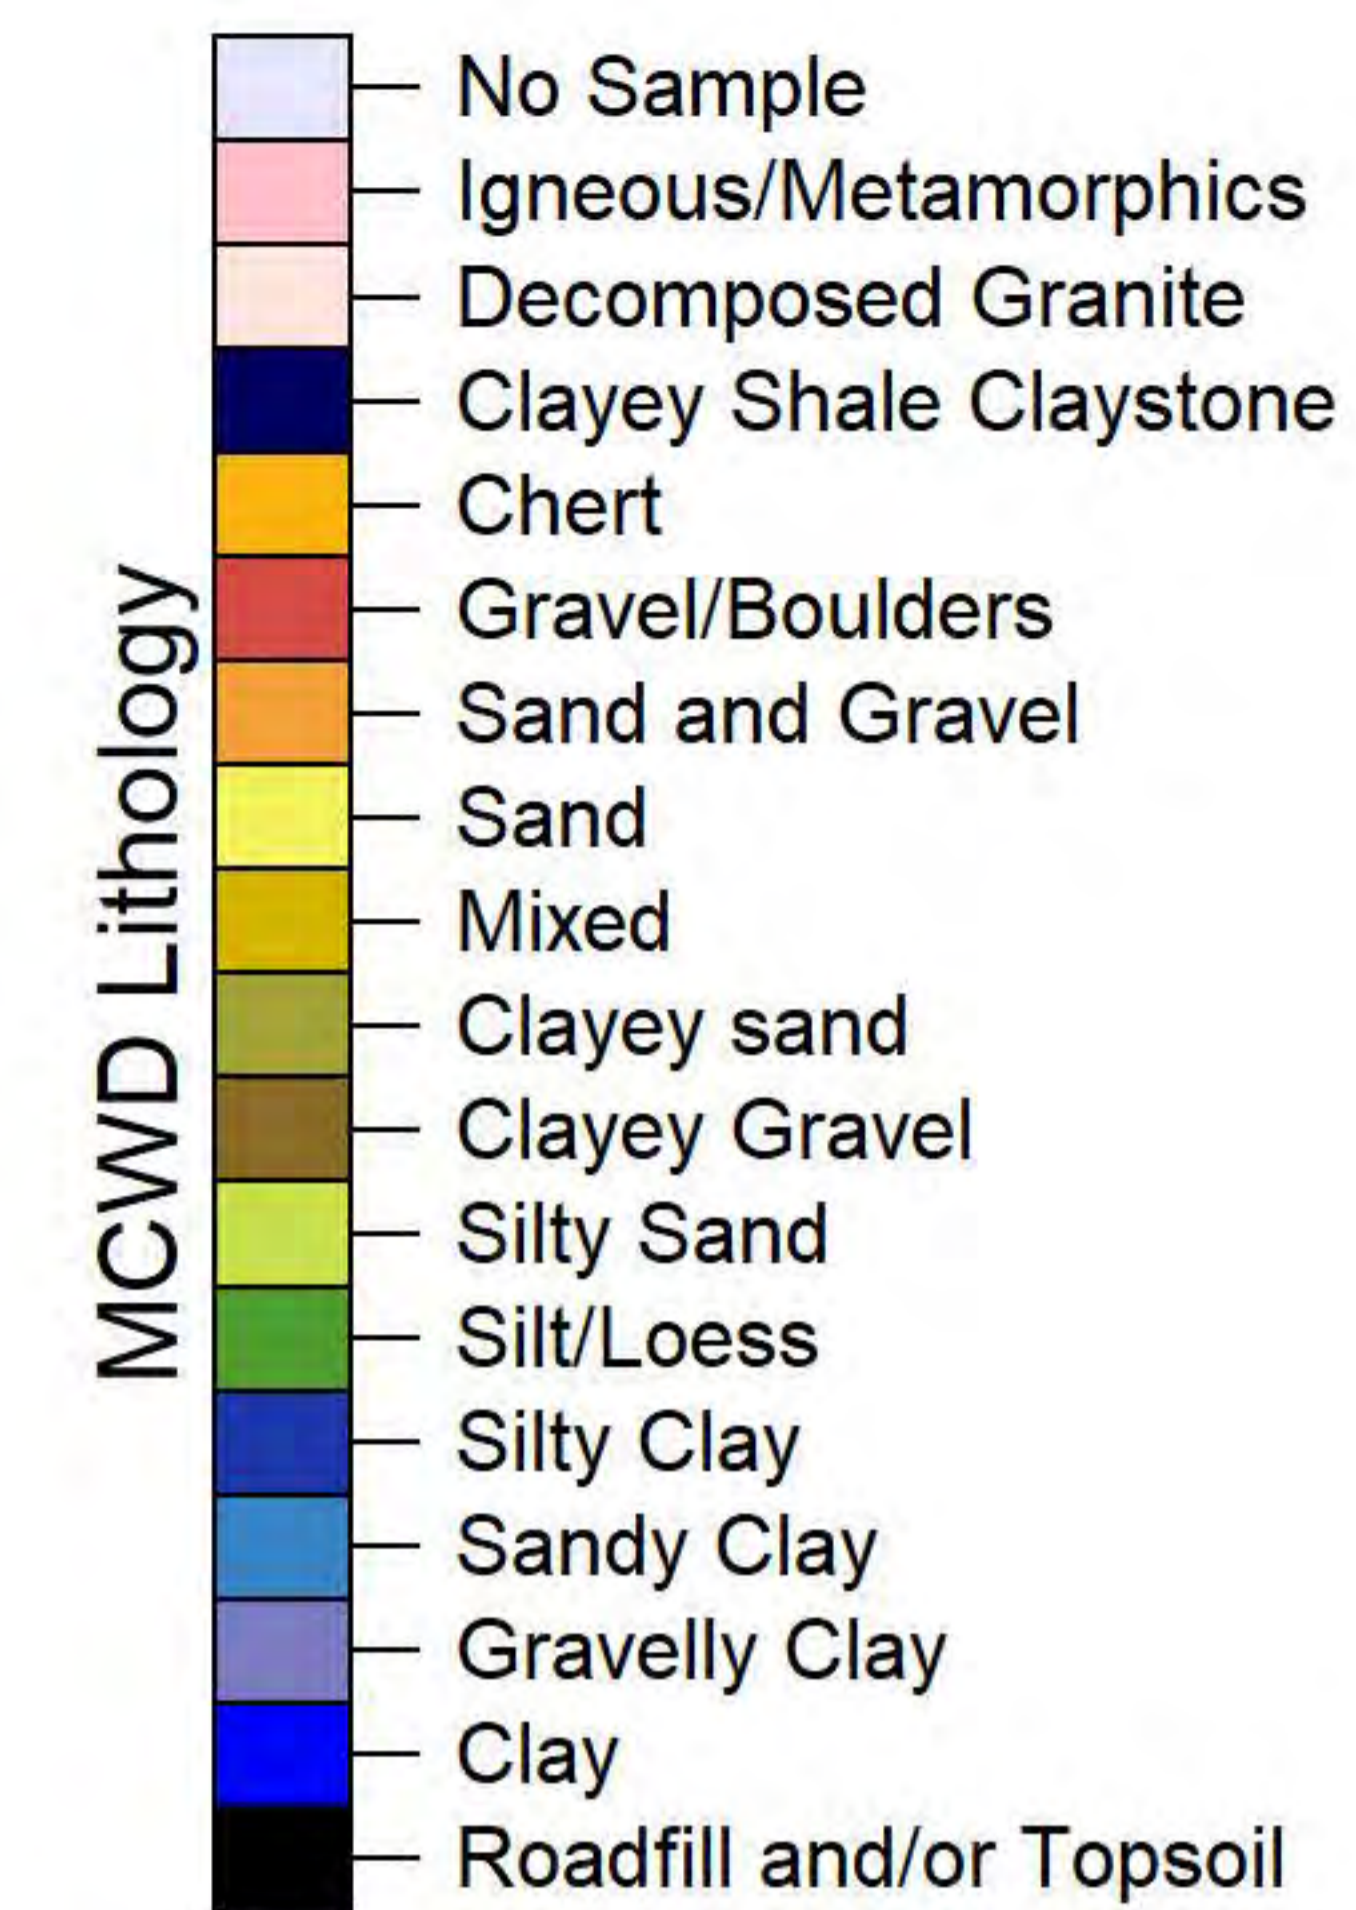 MCWD Lithology
No Sample
Igneous/Metamorphics
Decomposed Granite
Clayey Shale Claystone
Chert
Gravel/Boulders
Sand and Gravel
Sand
Mixed
Clayey sand
Clayey Gravel
Silty Sand
Silt/Loess
Silty Clay
Sandy Clay
Gravelly Clay
Clay
Roadfill and/or Topsoil